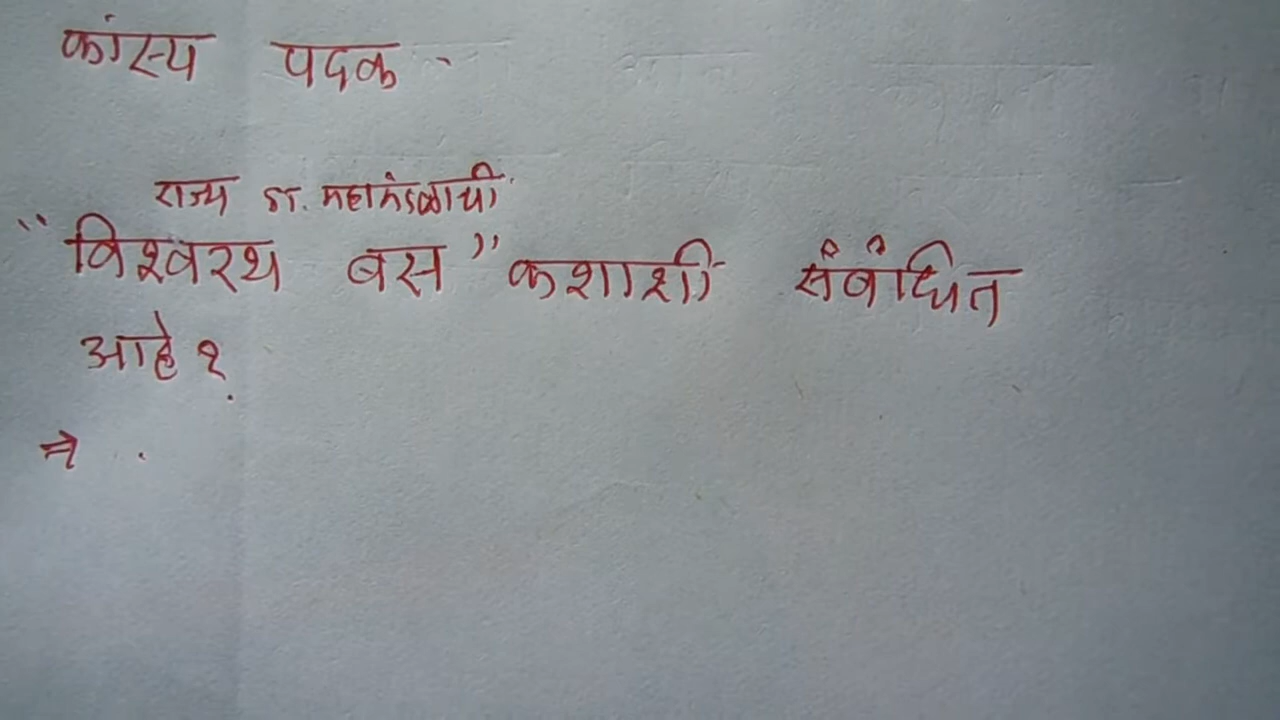 कांस्य पदक
राज्य प. महामंडळाची
"विश्वरथ बस" कशाशी संबंधित
आहे?
⇒